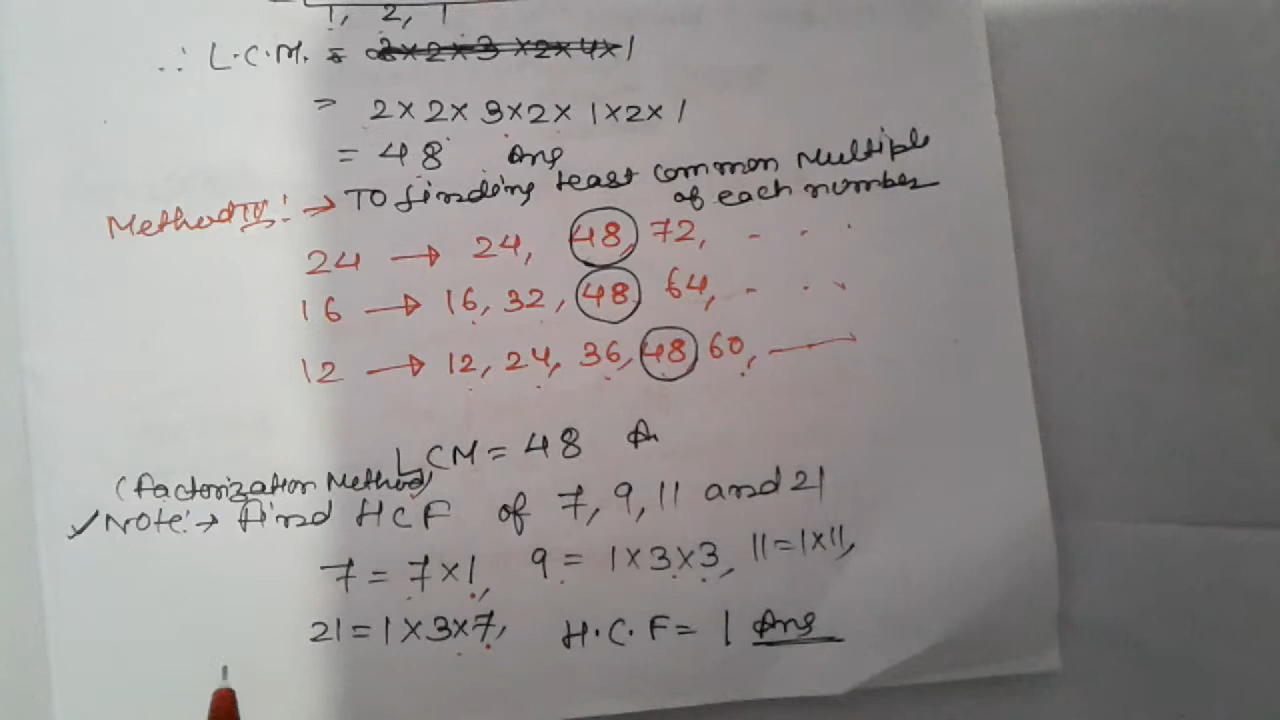 1, 2, 1
∴ L.C.M. = 2×2×3×2×4×1
= 2×2×3×2×1×2×1
= 48 Ans
Method IV:→ To finding least common Multiple
of each number
24 → 24, 48, 72, - . .
16 → 16, 32, 48 64, - . .
12 → 12, 24, 36, 48 60, —
LCM = 48 A
(Factorization Method)
✓Note:→ find HCF of 7, 9, 11 and 21
7 = 7×1, 9 = 1×3×3, 11=1×11,
21=1×3×7, H.C.F= 1 Ans